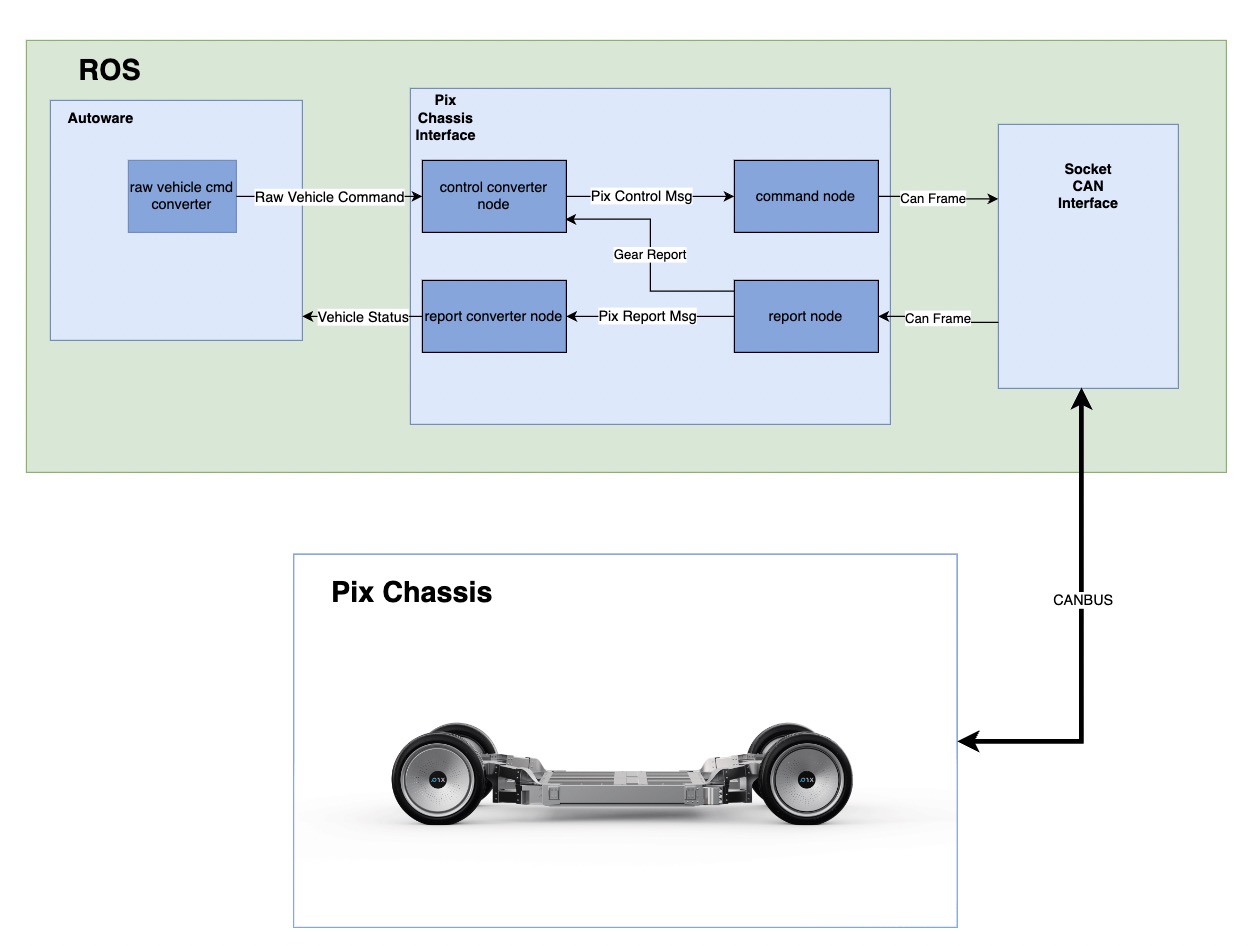 ROS
Autoware
raw vehicle cmd
converter
Raw Vehicle Command
Vehicle Status
Pix
Chassis
Interface
control converter
node
Pix Control Msg
command node
Gear Report
report converter node
Pix Report Msg
report node
Can Frame
Can Frame
Socket
CAN
Interface
CANBUS
Pix Chassis